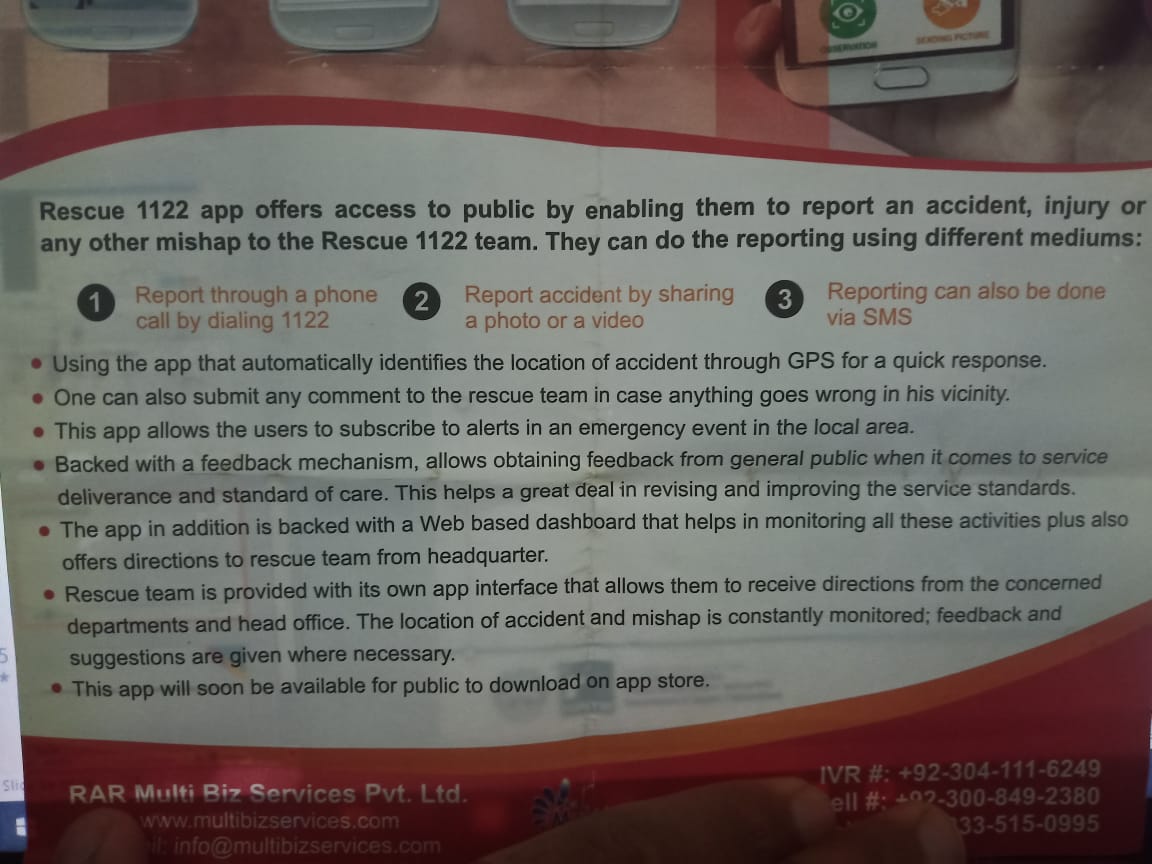 OBSERVATION
SENDING PICTURE
Rescue 1122 app offers access to public by enabling them to report an accident, injury or
any other mishap to the Rescue 1122 team. They can do the reporting using different mediums:
1 Report through a phone
call by dialing 1122
2 Report accident by sharing
a photo or a video
3 Reporting can also be done
via SMS
• Using the app that automatically identifies the location of accident through GPS for a quick response.
• One can also submit any comment to the rescue team in case anything goes wrong in his vicinity.
• This app allows the users to subscribe to alerts in an emergency event in the local area.
• Backed with a feedback mechanism, allows obtaining feedback from general public when it comes to service
deliverance and standard of care. This helps a great deal in revising and improving the service standards.
• The app in addition is backed with a Web based dashboard that helps in monitoring all these activities plus also
offers directions to rescue team from headquarter.
• Rescue team is provided with its own app interface that allows them to receive directions from the concerned
departments and head office. The location of accident and mishap is constantly monitored; feedback and
suggestions are given where necessary.
• This app will soon be available for public to download on app store.
RAR Multi Biz Services Pvt. Ltd.
www.multibizservices.com
info@multibizservices.com
IVR #: +92-304-111-6249
ell #: +92-300-849-2380
33-515-0995